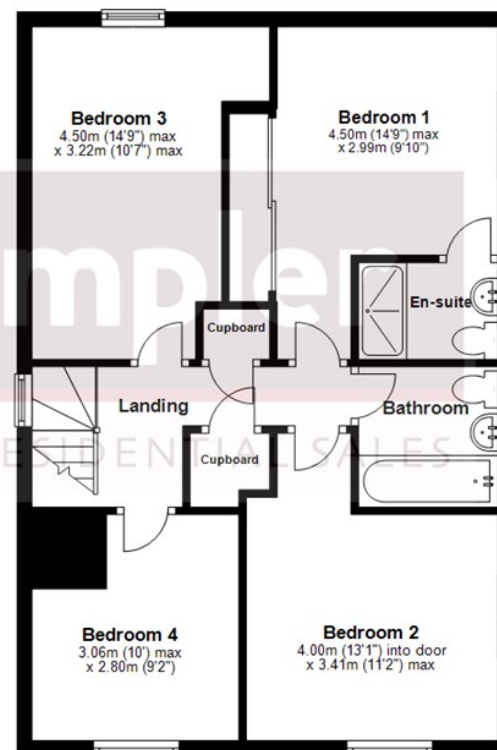 Bedroom 3
4.50m (14'9") max
x 3.22m (10'7") max
Bedroom 1
4.50m (14'9") max
x 2.99m (9'10")
mpler
En-suite
Cupboard
Landing
Bathroom
RESIDENTIAL SALES
Cupboard
Bedroom 4
3.06m (10') max
x 2.80m (9'2")
Bedroom 2
4.00m (13'1") into door
x 3.41m (11'2") max